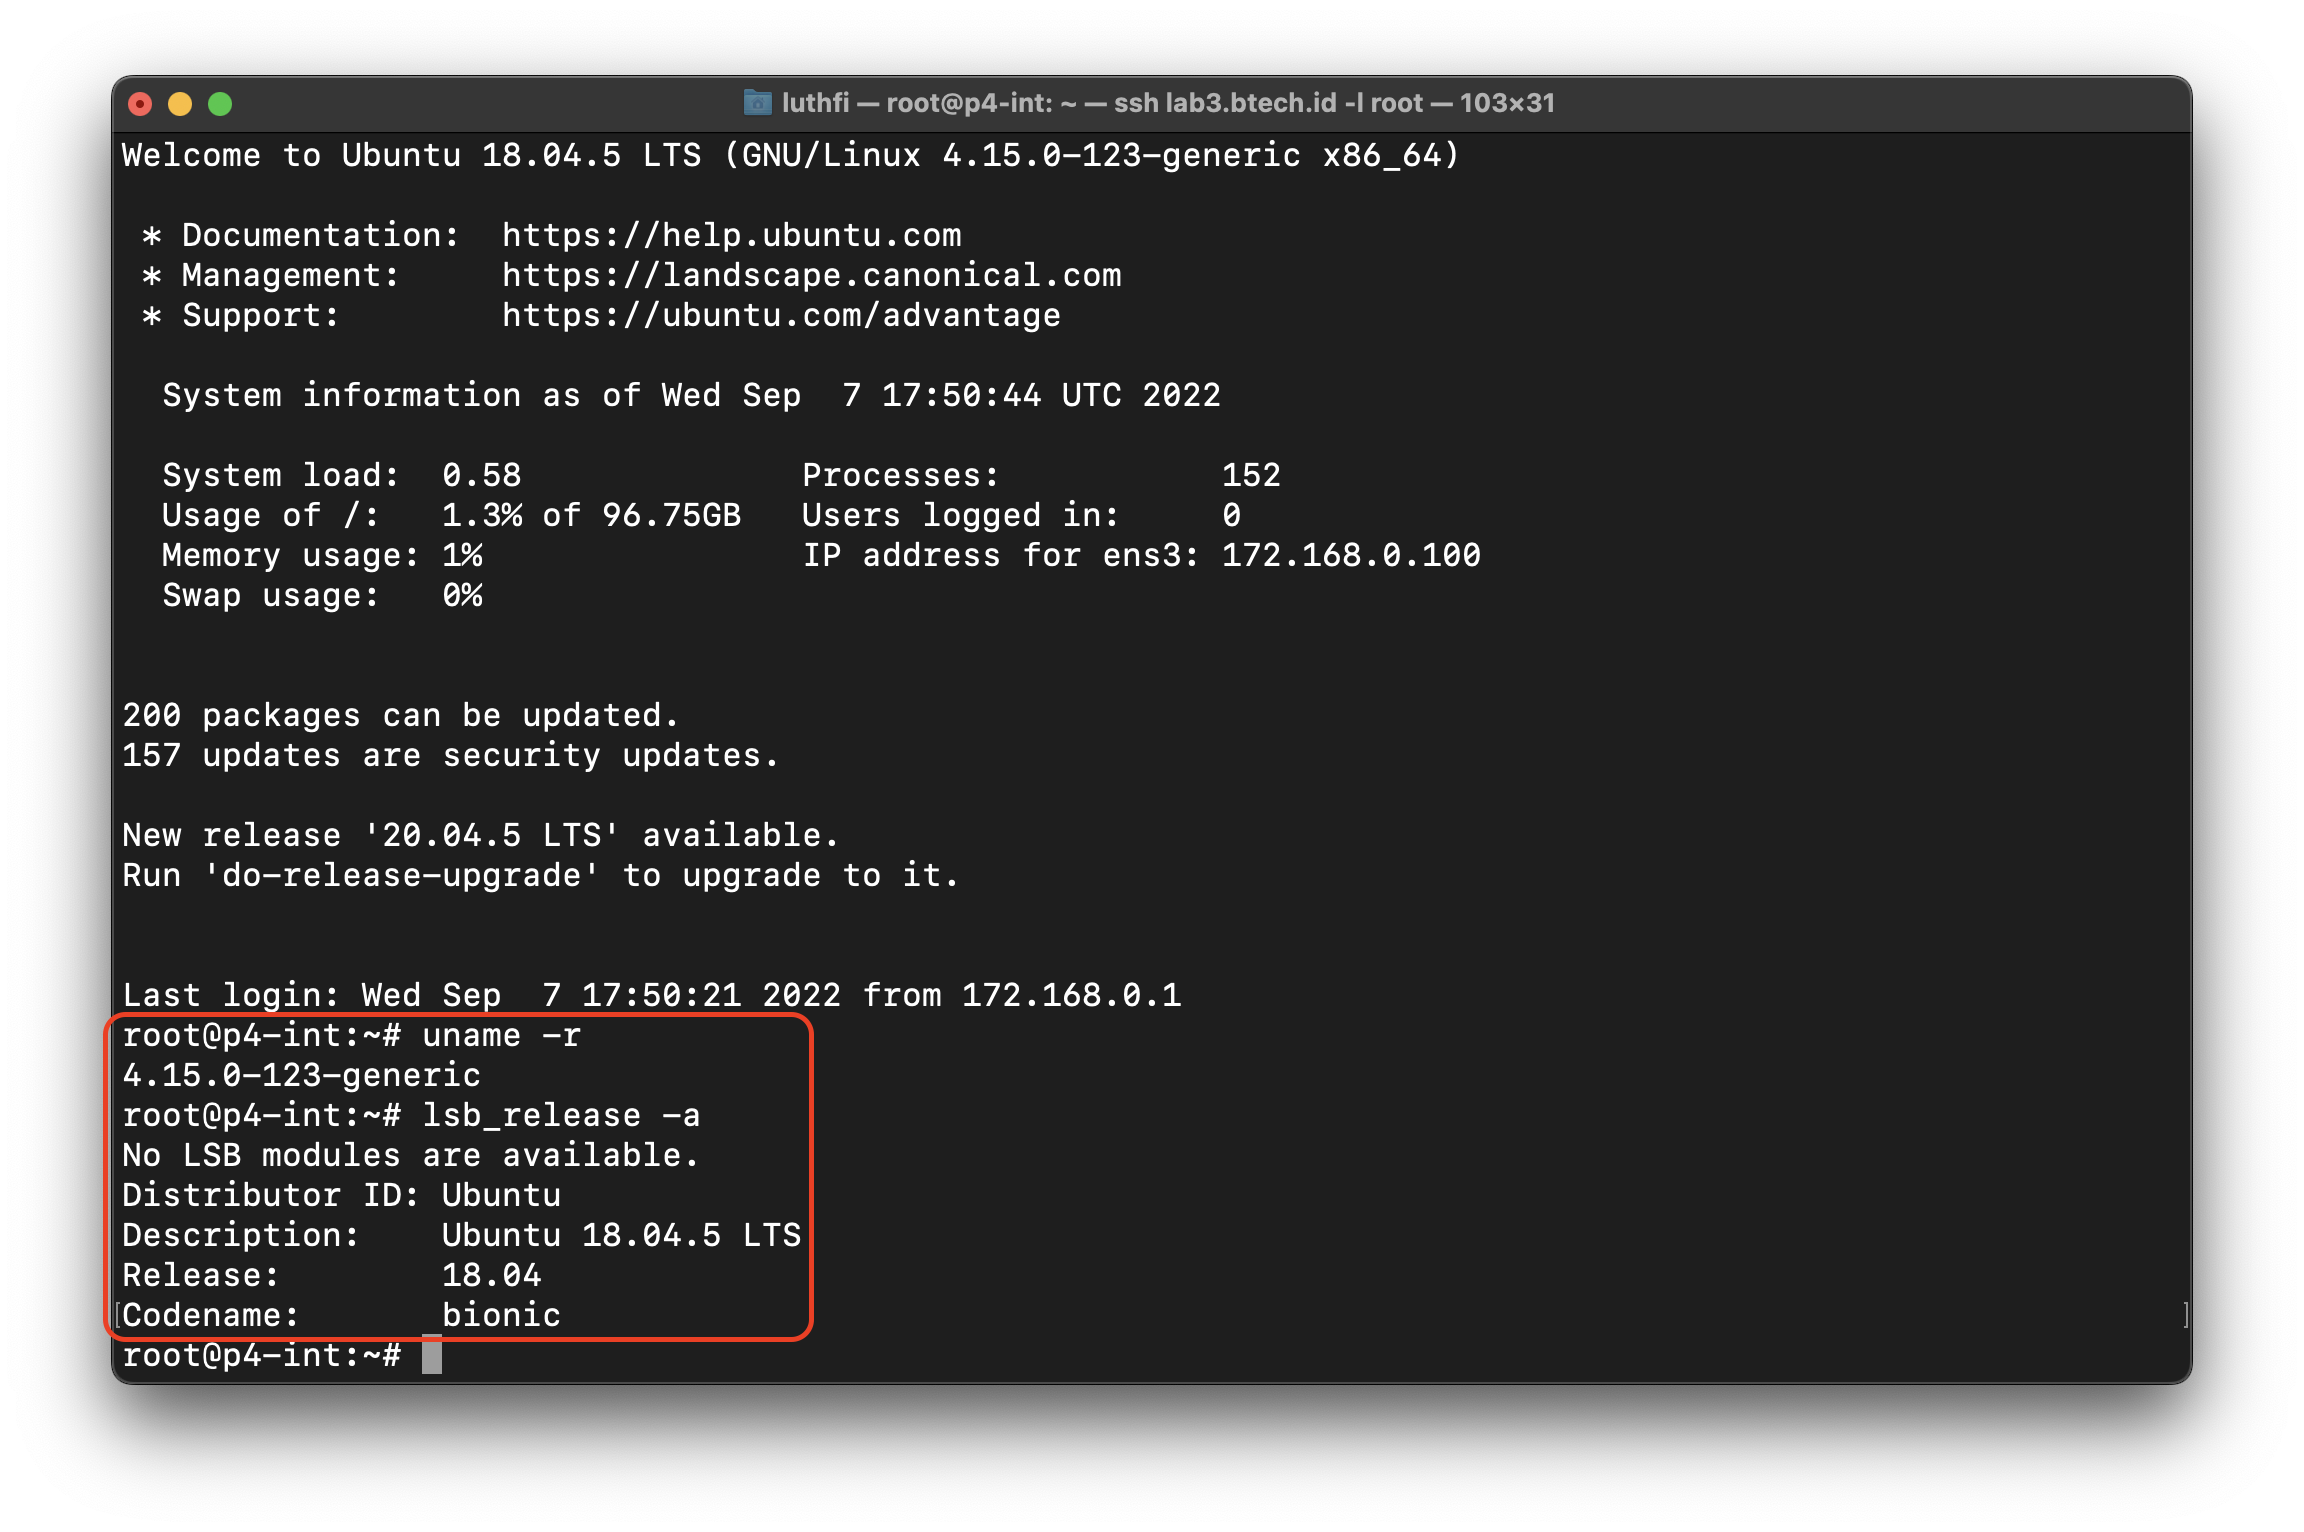 luthfi — root@p4-int: ~ — ssh lab3.btech.id -l root — 103×31
Welcome to Ubuntu 18.04.5 LTS (GNU/Linux 4.15.0-123-generic x86_64)
* Documentation:  https://help.ubuntu.com
* Management:     https://landscape.canonical.com
* Support:        https://ubuntu.com/advantage
System information as of Wed Sep  7 17:50:44 UTC 2022
System load:  0.58              Processes:           152
Usage of /:   1.3% of 96.75GB   Users logged in:     0
Memory usage: 1%                IP address for ens3: 172.168.0.100
Swap usage:   0%
200 packages can be updated.
157 updates are security updates.
New release '20.04.5 LTS' available.
Run 'do-release-upgrade' to upgrade to it.
Last login: Wed Sep  7 17:50:21 2022 from 172.168.0.1
root@p4-int:~# uname -r
4.15.0-123-generic
root@p4-int:~# lsb_release -a
No LSB modules are available.
Distributor ID: Ubuntu
Description:    Ubuntu 18.04.5 LTS
Release:        18.04
Codename:       bionic
root@p4-int:~#